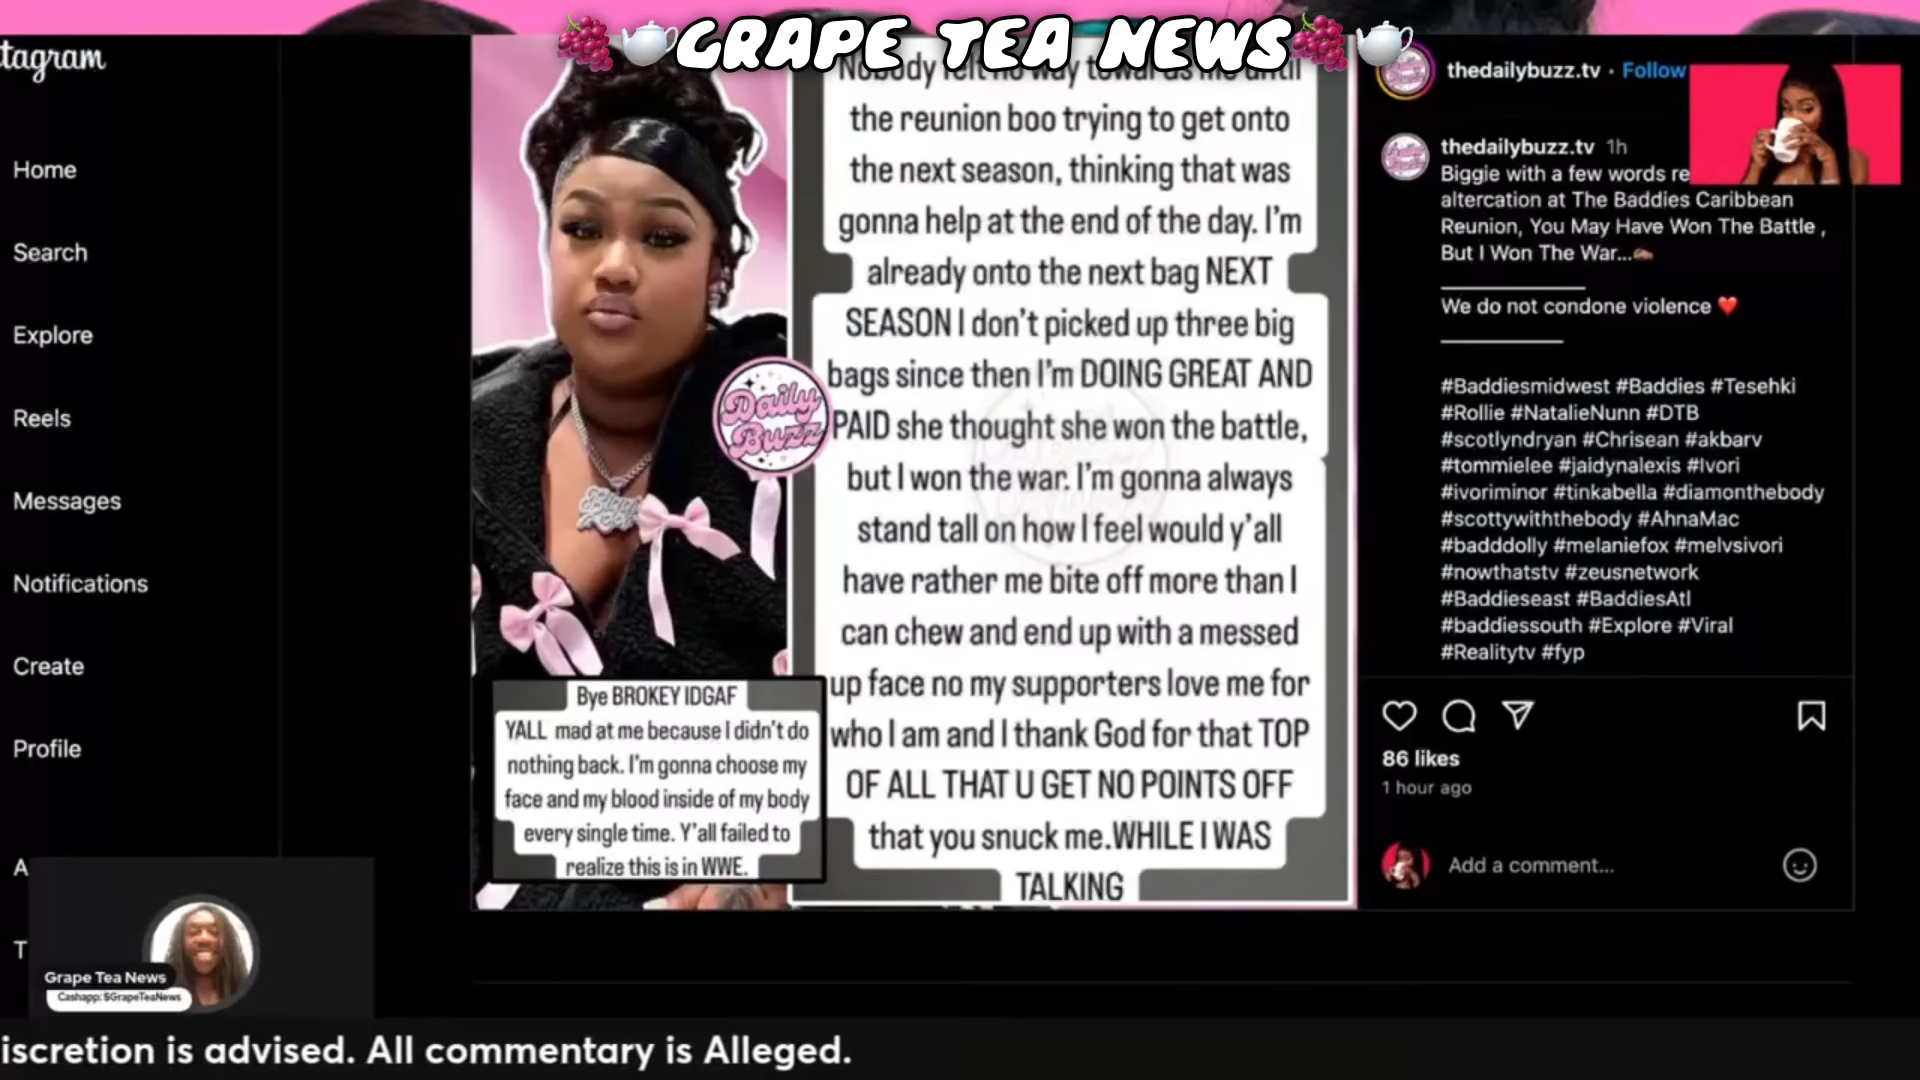 GRAPE TEA NEWS
tagram
Home
Search
Explore
Reels
Messages
Notifications
Create
Profile
A
T
Nobody felt no way towards me until
the reunion boo trying to get onto
the next season, thinking that was
gonna help at the end of the day. I'm
already onto the next bag NEXT
SEASON I don't picked up three big
bags since then I'm DOING GREAT AND
PAID she thought she won the battle,
but I won the war. I'm gonna always
stand tall on how I feel would y'all
have rather me bite off more than I
can chew and end up with a messed
up face no my supporters love me for
who I am and I thank God for that TOP
OF ALL THAT U GET NO POINTS OFF
that you snuck me.WHILE I WAS
TALKING
Daily
Buzz
Biggie
Bye BROKEY IDGAF
YALL mad at me because I didn't do
nothing back. I'm gonna choose my
face and my blood inside of my body
every single time. Y'all failed to
realize this is in WWE.
thedailybuzz.tv · Follow
thedailybuzz.tv 1h
Biggie with a few words re
altercation at The Baddies Caribbean
Reunion, You May Have Won The Battle ,
But I Won The War...✍🏾
We do not condone violence ❤️
#Baddiesmidwest #Baddies #Tesehki
#Rollie #NatalieNunn #DTB
#scotlyndryan #Chrisean #akbarv
#tommielee #jaidynalexis #Ivori
#ivoriminor #tinkabella #diamonthebody
#scottywiththebody #AhnaMac
#badddolly #melaniefox #melvsivori
#nowthatstv #zeusnetwork
#Baddieseast #BaddiesAtl
#baddiessouth #Explore #Viral
#Realitytv #fyp
86 likes
1 hour ago
Add a comment...
Grape Tea News
Cashapp: $GrapeTeaNews
iscretion is advised. All commentary is Alleged.